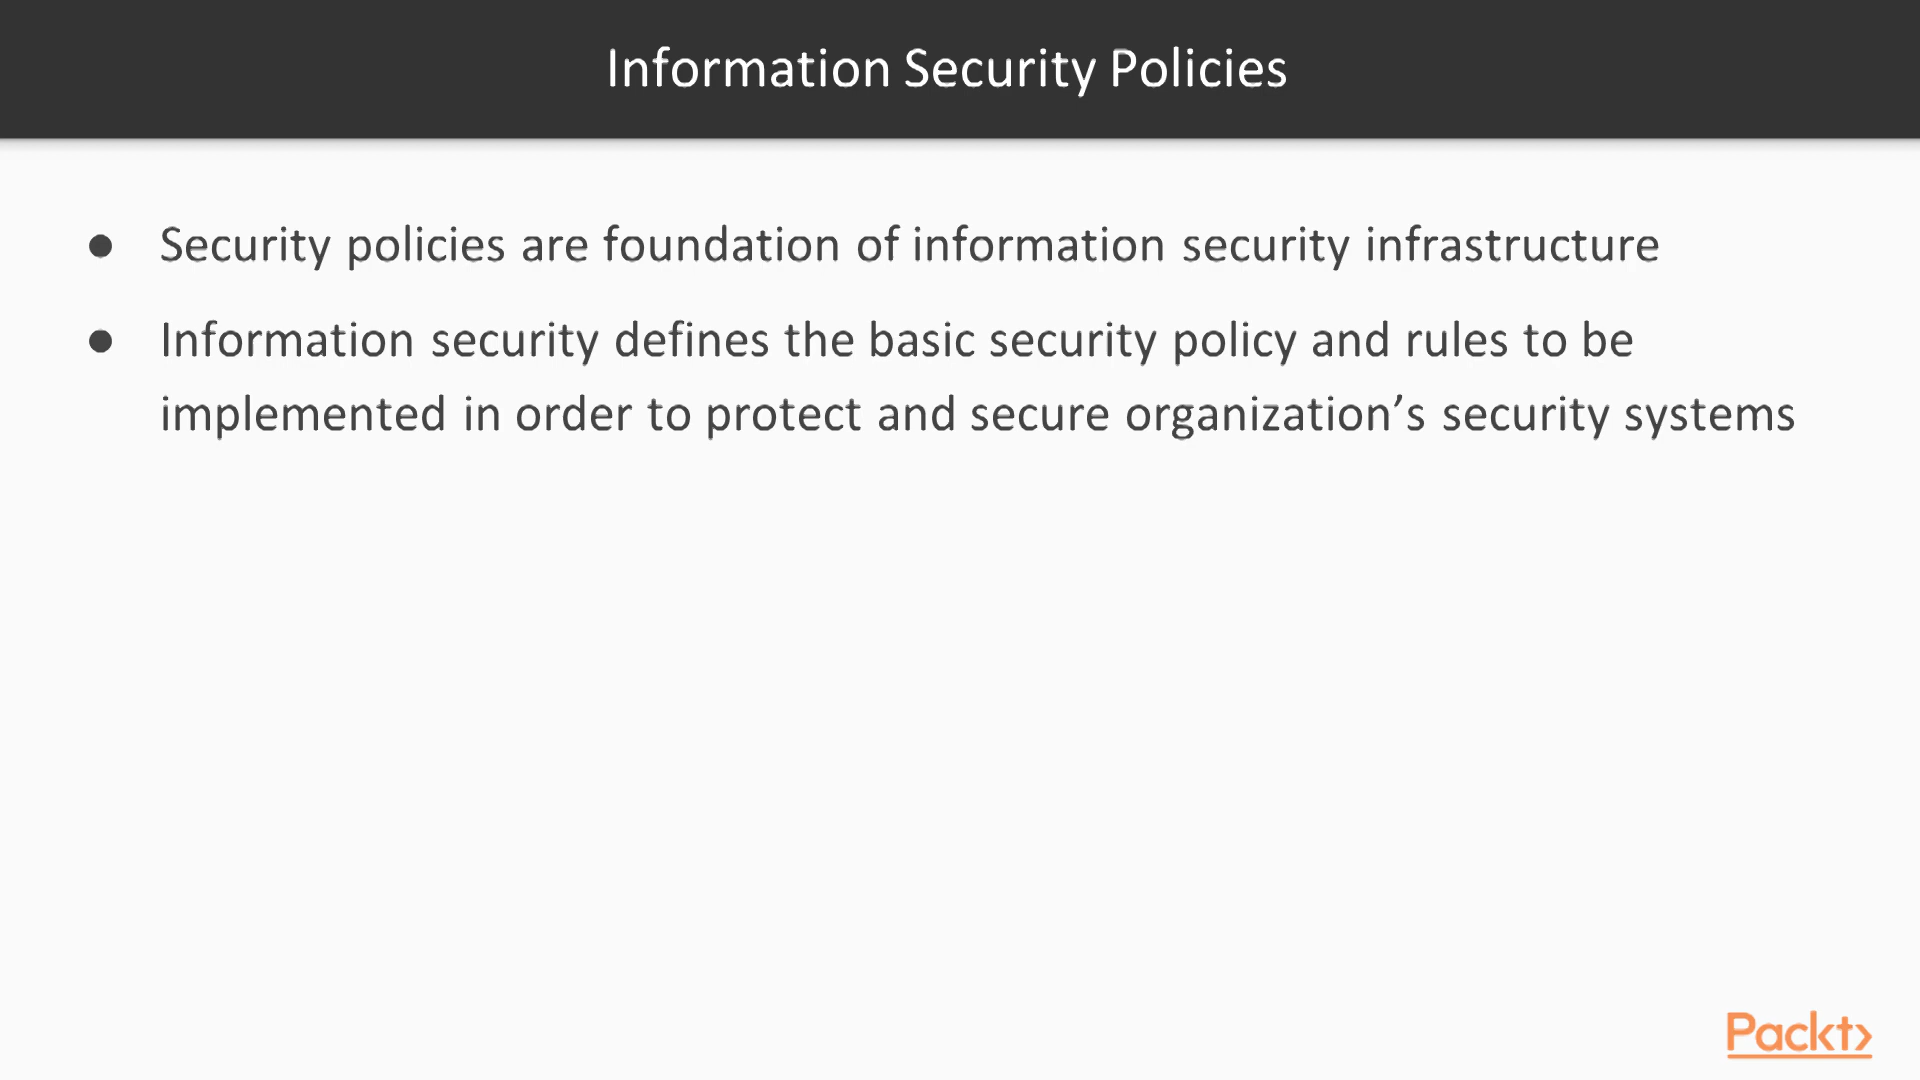 Information Security Policies
● Security policies are foundation of information security infrastructure
● Information security defines the basic security policy and rules to be
implemented in order to protect and secure organization’s security systems
Packt>